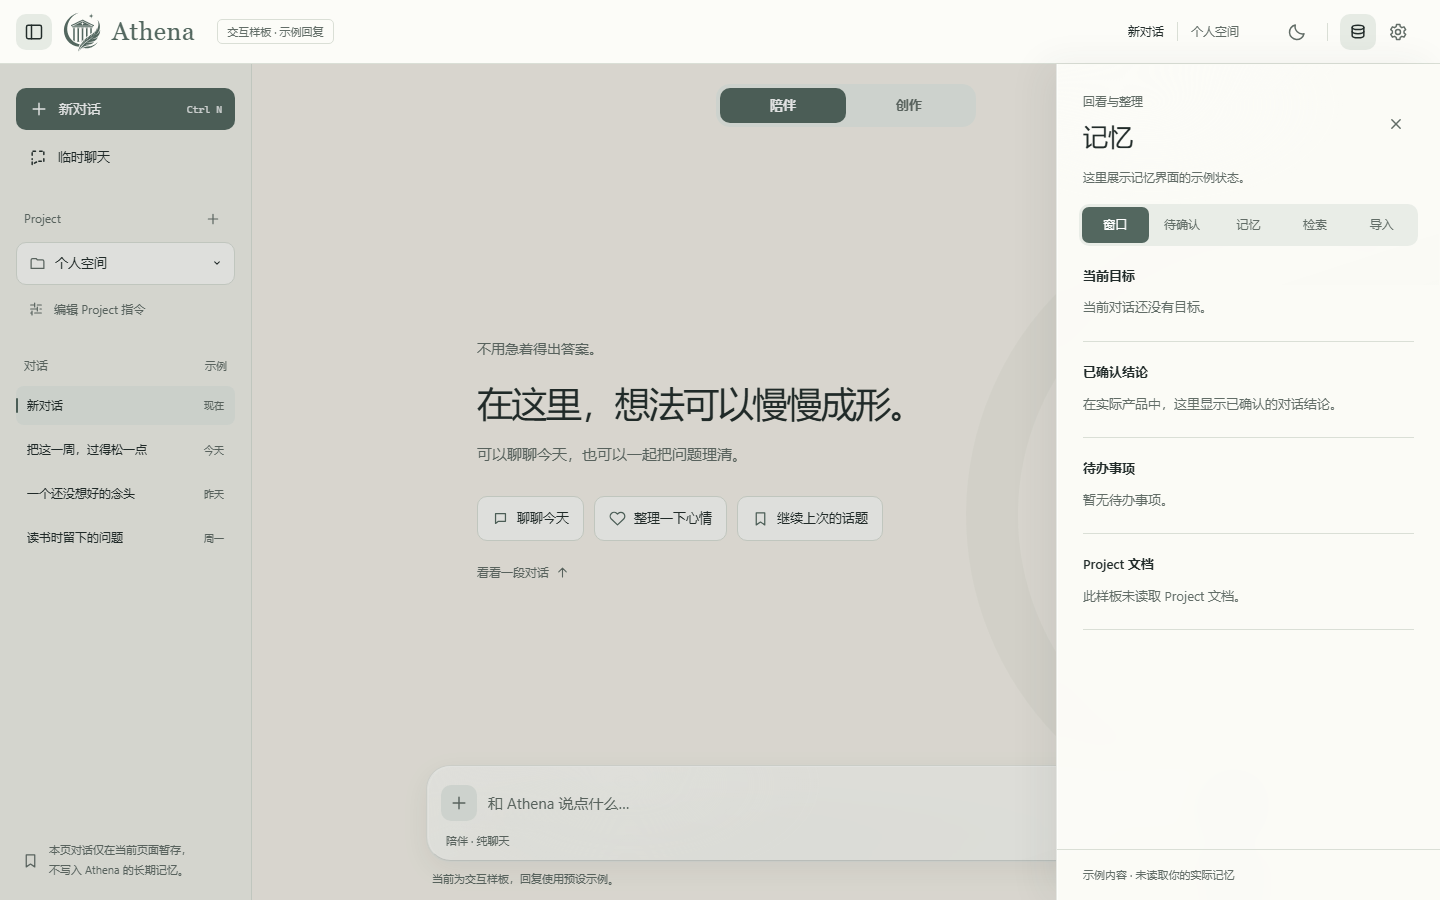 Athena
交互样板 · 示例回复
新对话
个人空间
新对话
Ctrl N
临时聊天
Project
个人空间
编辑 Project 指令
对话
示例
新对话
现在
把这一周，过得松一点
今天
一个还没想好的念头
昨天
读书时留下的问题
周一
本页对话仅在当前页面暂存，
不写入 Athena 的长期记忆。
陪伴
创作
不用急着得出答案。
在这里，想法可以慢慢成形。
可以聊聊今天，也可以一起把问题理清。
聊聊今天
整理一下心情
继续上次的话题
看看一段对话
和 Athena 说点什么...
陪伴 · 纯聊天
当前为交互样板，回复使用预设示例。
回看与整理
记忆
这里展示记忆界面的示例状态。
窗口
待确认
记忆
检索
导入
当前目标
当前对话还没有目标。
已确认结论
在实际产品中，这里显示已确认的对话结论。
待办事项
暂无待办事项。
Project 文档
此样板未读取 Project 文档。
示例内容 · 未读取你的实际记忆